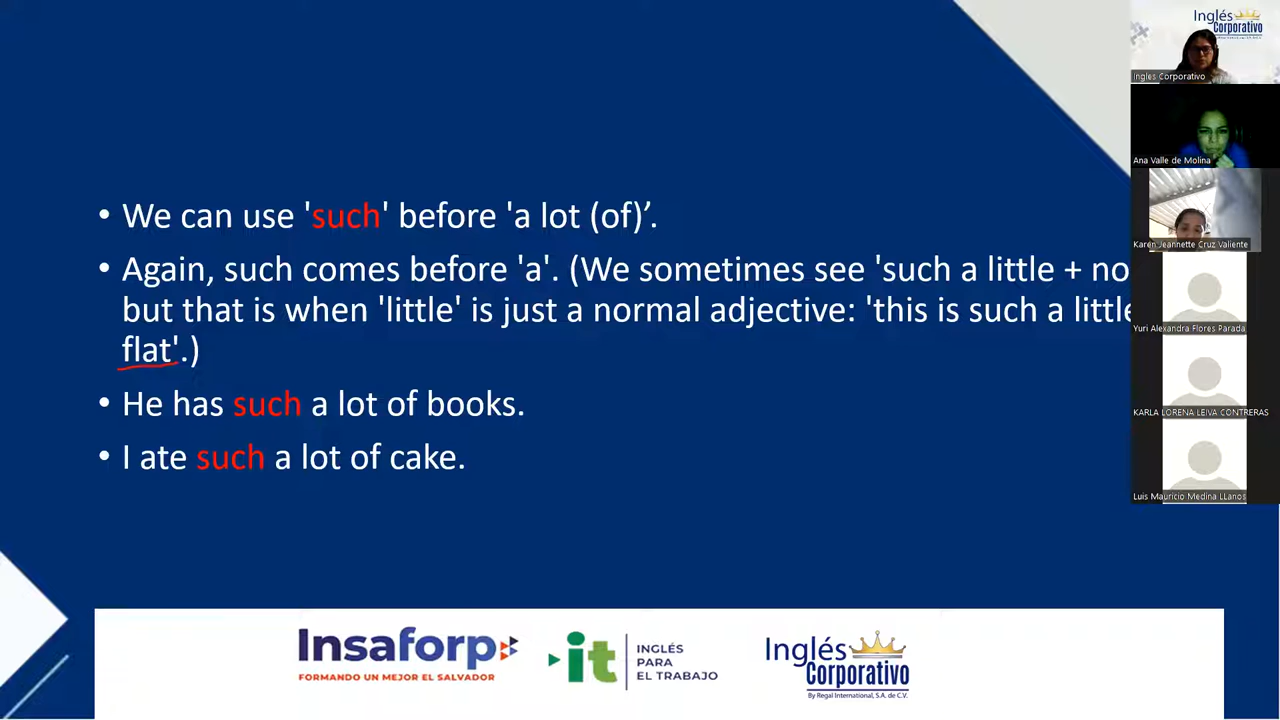 • We can use 'such' before 'a lot (of)’.
• Again, such comes before 'a'. (We sometimes see 'such a little +
but that is when 'little' is just a normal adjective: 'this is such a little
flat'.)
• He has such a lot of books.
• I ate such a lot of cake.
Insaforp
FORMANDO UN MEJOR EL SALVADOR
it
INGLÉS
PARA
EL TRABAJO
Inglés
Corporativo
By Regal International, S.A. de C.V.
Inglés
Corporativo
Ingles Corporativo
Ana Valle de Molina
Karen Jeannette Cruz Valiente
Yuri Alexandra Flores Parada
KARLA LORENA LEIVA CONTRERAS
Luis Mauricio Medina LLanos